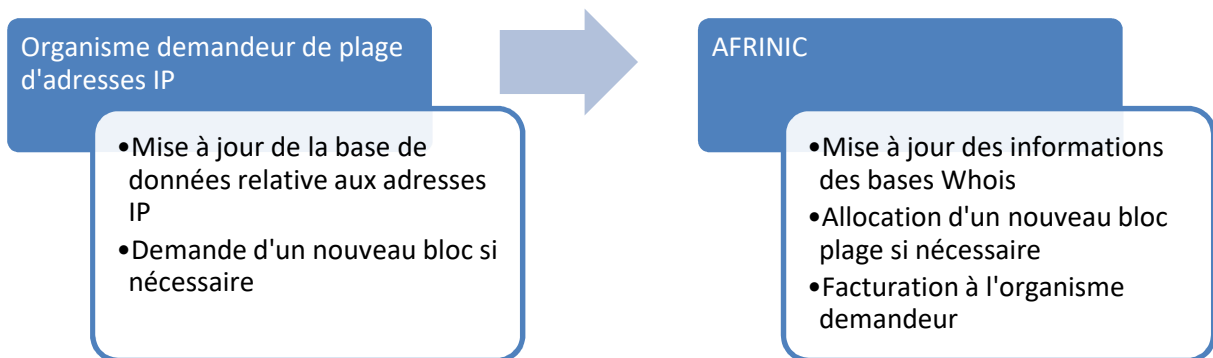 Organisme demandeur de plage
d'adresses IP
•Mise à jour de la base de
données relative aux adresses
IP
•Demande d'un nouveau bloc si
nécessaire
AFRINIC
•Mise à jour des informations
des bases Whois
•Allocation d'un nouveau bloc
plage si nécessaire
•Facturation à l'organisme
demandeur